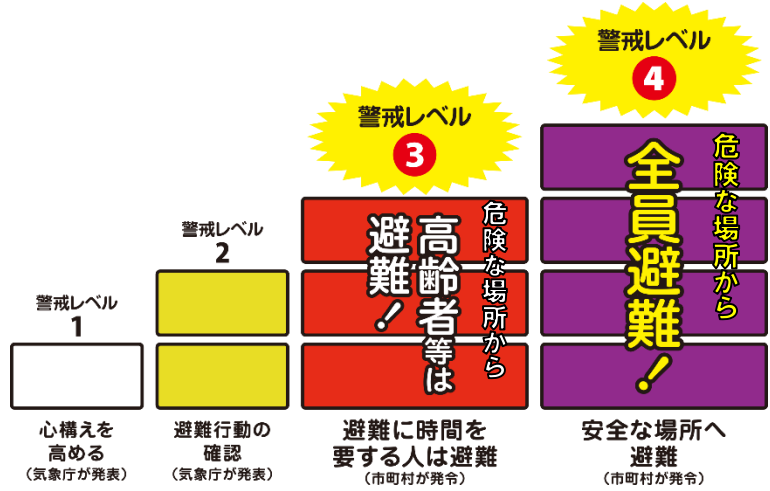 警戒レベル
1
心構えを
高める
（気象庁が発表）
警戒レベル
2
避難行動の
確認
（気象庁が発表）
警戒レベル
3
危険な場所から
高齢者等は
避難！
避難に時間を
要する人は避難
（市町村が発令）
警戒レベル
4
危険な場所から
全員避難！
安全な場所へ
避難
（市町村が発令）